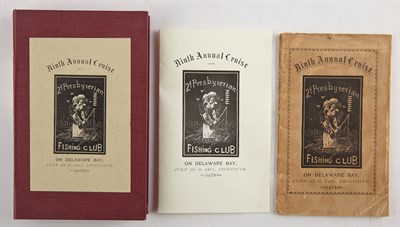 Ninth Annual Cruise
2d Presbyterian
FISHING CLUB
ON DELAWARE BAY,
Ninth Annual Cruise
2d Presbyterian
FISHING CLUB
ON DELAWARE BAY,
Ninth Annual Cruise
2d Presbyterian
FISHING CLUB
ON DELAWARE BAY,